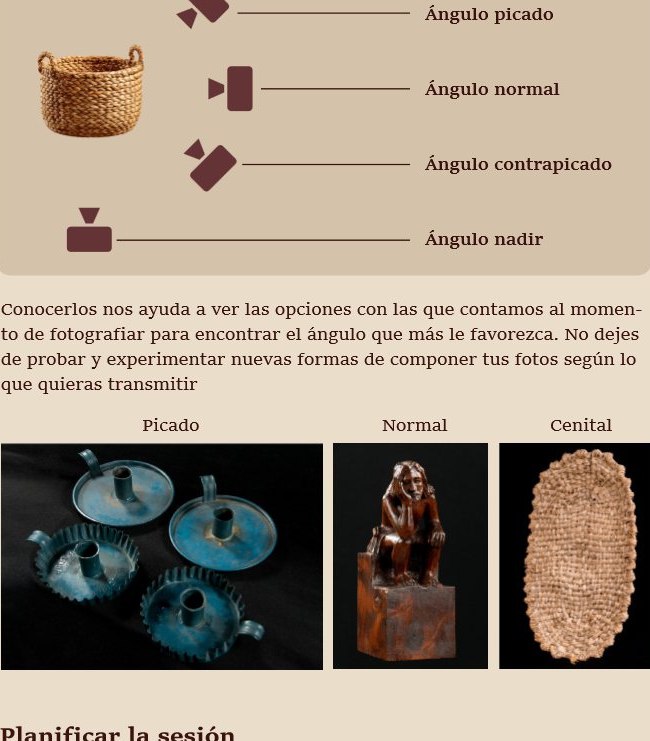 Ángulo picado
Ángulo normal
Ángulo contrapicado
Ángulo nadir
Conocerlos nos ayuda a ver las opciones con las que contamos al momen-
to de fotografiar para encontrar el ángulo que más le favorezca. No dejes
de probar y experimentar nuevas formas de componer tus fotos según lo
que quieras transmitir
Picado
Normal
Cenital
Planificar la sesión